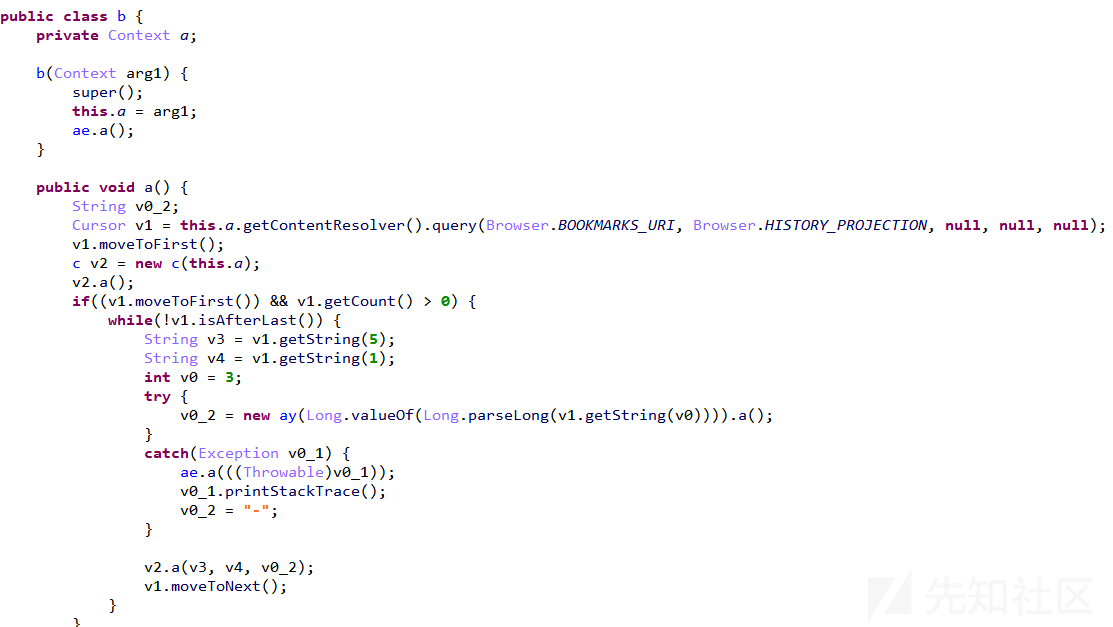 public class b {
    private Context a;

    b(Context arg1) {
        super();
        this.a = arg1;
        ae.a();
    }

    public void a() {
        String v0_2;
        Cursor v1 = this.a.getContentResolver().query(Browser.BOOKMARKS_URI, Browser.HISTORY_PROJECTION, null, null, null);
        v1.moveToFirst();
        c v2 = new c(this.a);
        v2.a();
        if((v1.moveToFirst()) && v1.getCount() > 0) {
            while(!v1.isAfterLast()) {
                String v3 = v1.getString(5);
                String v4 = v1.getString(1);
                int v0 = 3;
                try {
                    v0_2 = new ay(Long.valueOf(Long.parseLong(v1.getString(v0)))).a();
                }
                catch(Exception v0_1) {
                    ae.a(((Throwable)v0_1));
                    v0_1.printStackTrace();
                    v0_2 = "-";
                }

                v2.a(v3, v4, v0_2);
                v1.moveToNext();
            }
        }
先知社区